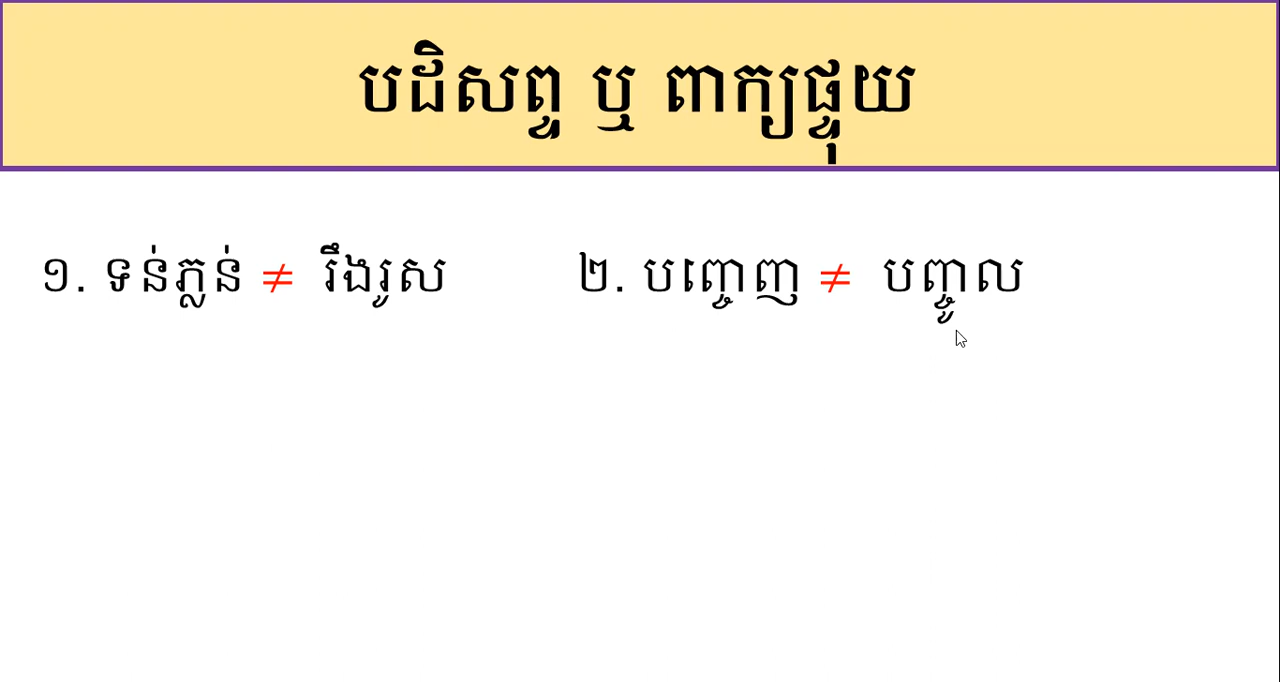 បដិសព្ទ ឬ ពាក្យផ្ទុយ
១. ទន់ភ្លន់ ≠ រឹងរូស ២. បញ្ចេញ ≠ បញ្ចូល